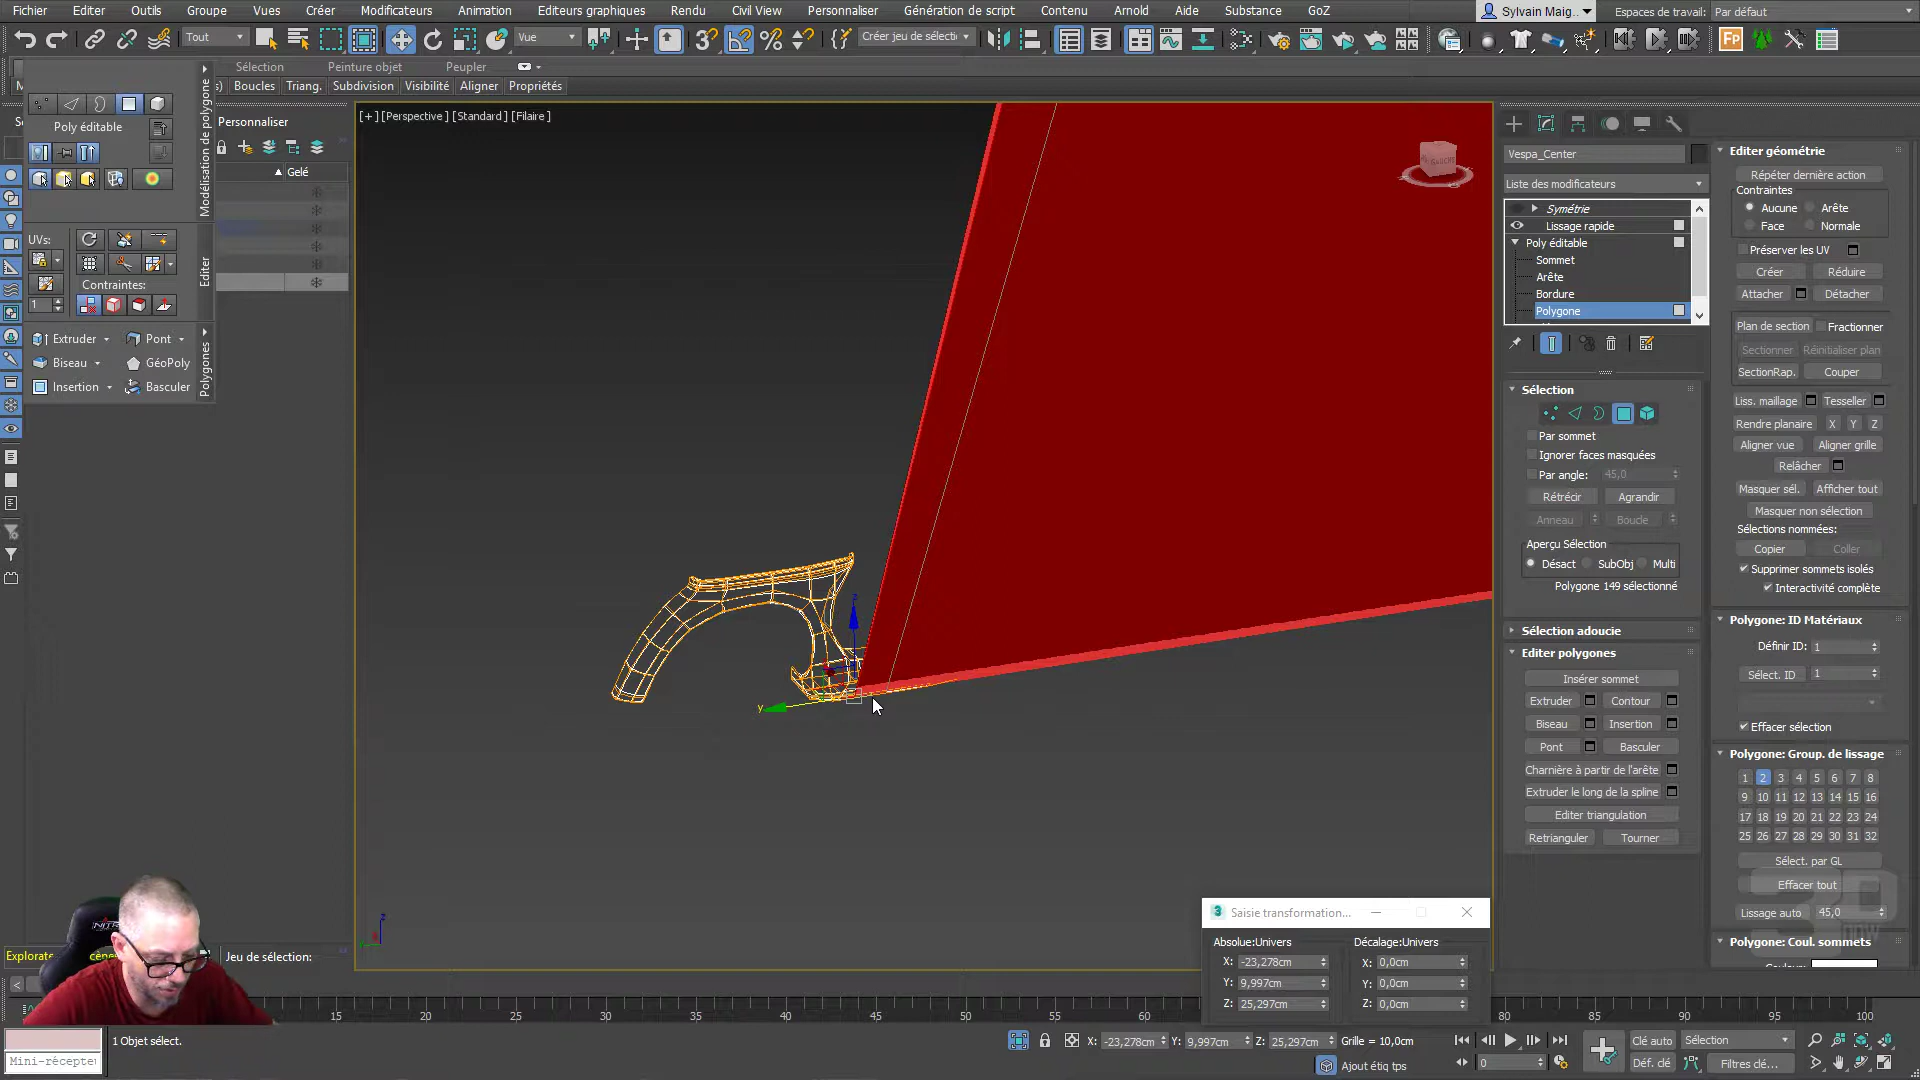 Fichier Editer Outils Groupe Vues Créer Modificateurs Animation Editeurs graphiques Rendu Civil View Personnaliser Génération de script Contenu Arnold Aide Substance GoZ Sylvain Maig.. Espaces de travail: Par défaut
Tout Vue Créer jeu de sélecti
Sélection Peinture objet Peupler
Boucles Triang. Subdivision Visibilité Aligner Propriétés
Poly éditable
Modélisation de polygone
UVs:
Contraintes:
1
Editer
Extruder Pont
Biseau GéoPoly
Insertion Basculer
Polygones
Personnaliser
Gelé
[+] [Perspective] [Standard] [Filaire]
y
z
Vespa_Center
Liste des modificateurs
Symétrie
Lissage rapide
Poly éditable
Sommet
Arête
Bordure
Polygone
Sélection
Par sommet
Ignorer faces masquées
Par angle: 45,0
Rétrécir Agrandir
Anneau Boucle
Aperçu Sélection
Désact SubObj Multi
Polygone 149 sélectionné
Sélection adoucie
Editer polygones
Insérer sommet
Extruder Contour
Biseau Insertion
Pont Basculer
Charnière à partir de l'arête
Extruder le long de la spline
Editer triangulation
Retrianguler Tourner
Editer géométrie
Répéter dernière action
Contraintes
Aucune Arête
Face Normale
Préserver les UV
Créer Réduire
Attacher Détacher
Plan de section Fractionner
Sectionner Réinitialiser plan
SectionRap. Couper
Liss. maillage Tesseller
Rendre planaire X Y Z
Aligner vue Aligner grille
Relâcher
Masquer sél. Afficher tout
Masquer non sélection
Sélections nommées:
Copier Coller
Supprimer sommets isolés
Interactivité complète
Polygone: ID Matériaux
Définir ID: 1
Sélect. ID 1
Effacer sélection
Polygone: Group. de lissage
1 2 3 4 5 6 7 8
9 10 11 12 13 14 15 16
17 18 19 20 21 22 23 24
25 26 27 28 29 30 31 32
Sélect. par GL
Effacer tout
Lissage auto 45,0
Polygone: Coul. sommets
Saisie transformation...
Absolue:Univers Décalage:Univers
X: -23,278cm X: 0,0cm
Y: 9,997cm Y: 0,0cm
Z: 25,297cm Z: 0,0cm
Jeu de sélection:
15 20 25 30 35 40 45 50 55 60 80 85 90 95 100
1 Objet sélect.
X: -23,278cm Y: 9,997cm Z: 25,297cm Grille = 10,0cm
Ajout étiq tps
0
Clé auto Sélection
Déf. clé Filtres clé...